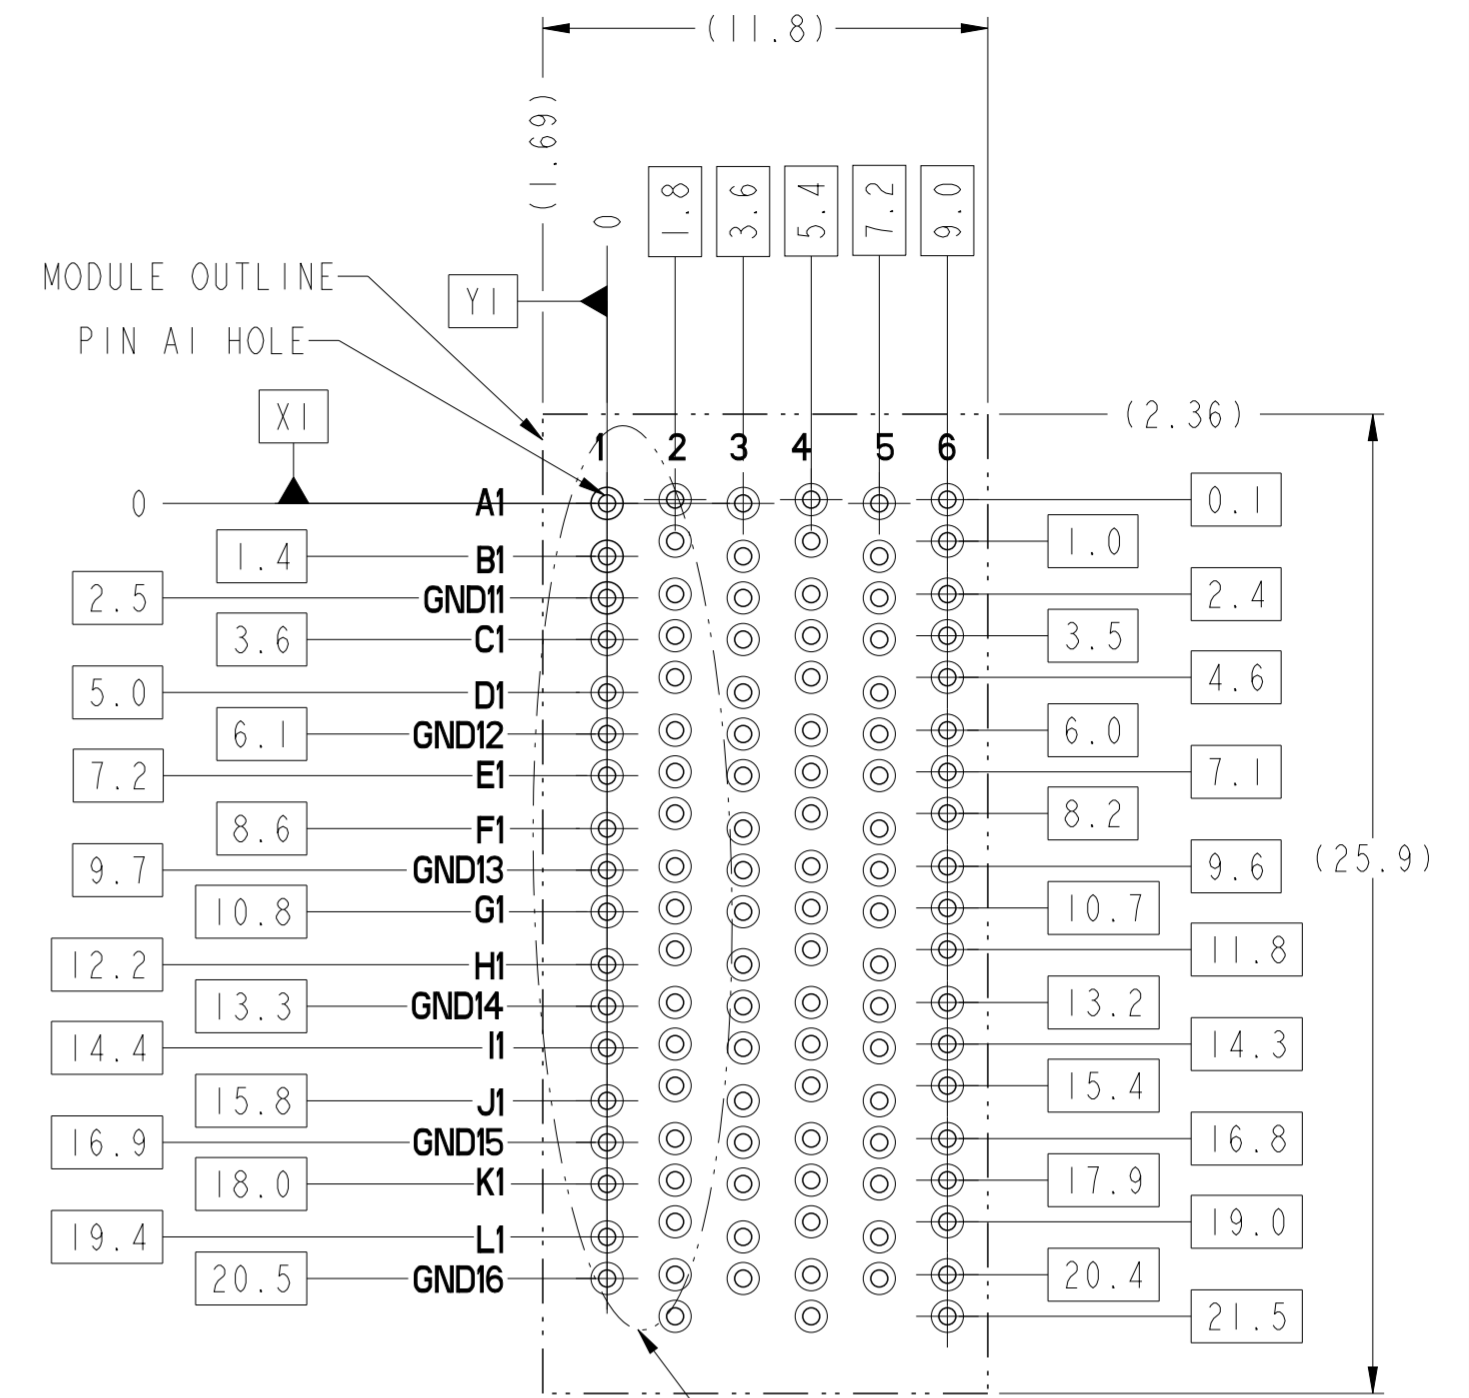 (11.8)
(1.69)
0
1.8
3.6
5.4
7.2
9.0
MODULE OUTLINE
Y1
PIN A1 HOLE
X1
(2.36)
1 2 3 4 5 6
0 A1 0.1
1.4 B1 1.0
2.5 GND11 2.4
3.6 C1 3.5
5.0 D1 4.6
6.1 GND12 6.0
7.2 E1 7.1
8.6 F1 8.2
9.7 GND13 9.6
(25.9)
10.8 G1 10.7
12.2 H1 11.8
13.3 GND14 13.2
14.4 I1 14.3
15.8 J1 15.4
16.9 GND15 16.8
18.0 K1 17.9
19.4 L1 19.0
20.5 GND16 20.4
21.5